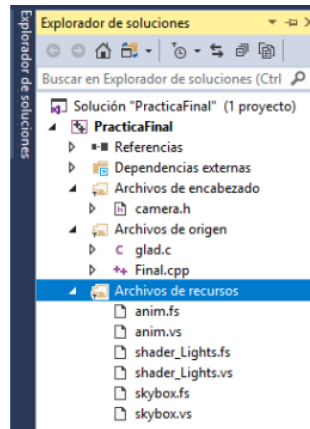 Explorador de soluciones
Explorador de soluciones
Buscar en Explorador de soluciones (Ctrl
Solución "PracticaFinal" (1 proyecto)
PracticaFinal
Referencias
Dependencias externas
Archivos de encabezado
camera.h
Archivos de origen
glad.c
Final.cpp
Archivos de recursos
anim.fs
anim.vs
shader_Lights.fs
shader_Lights.vs
skybox.fs
skybox.vs